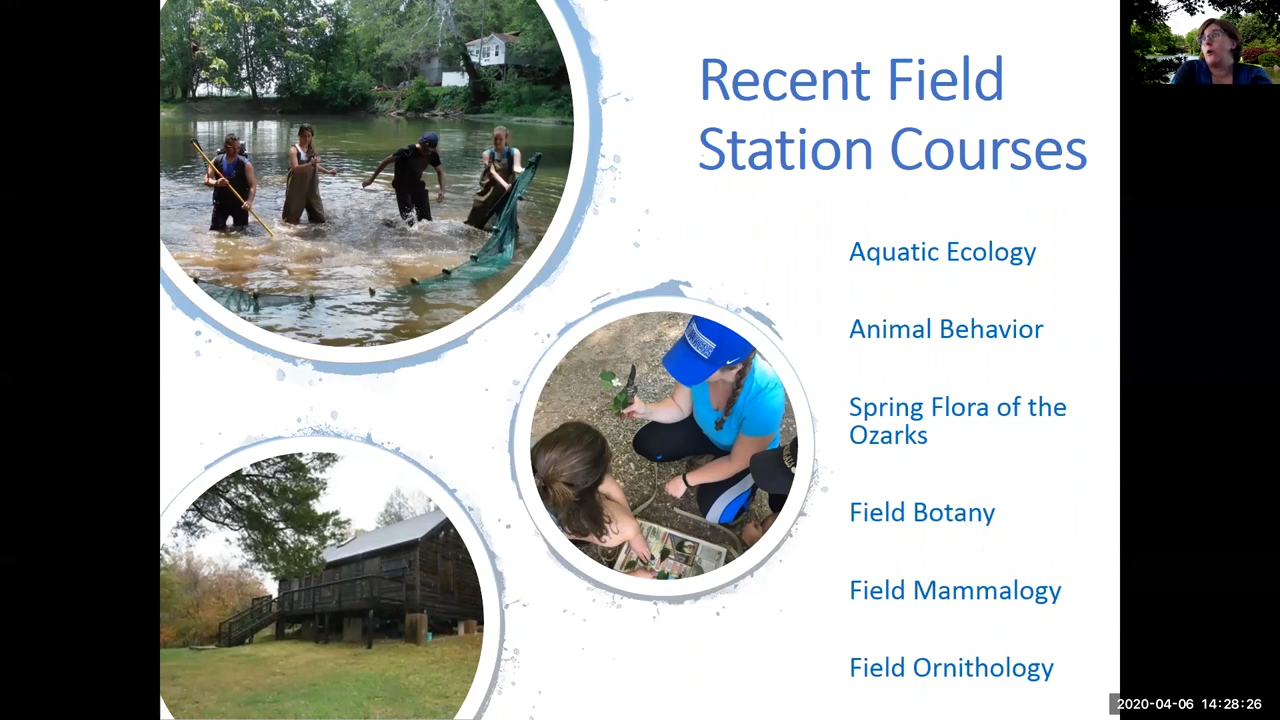 Recent Field
Station Courses
Aquatic Ecology
Animal Behavior
Spring Flora of the
Ozarks
Field Botany
Field Mammalogy
Field Ornithology
2020-04-06 14:28:26